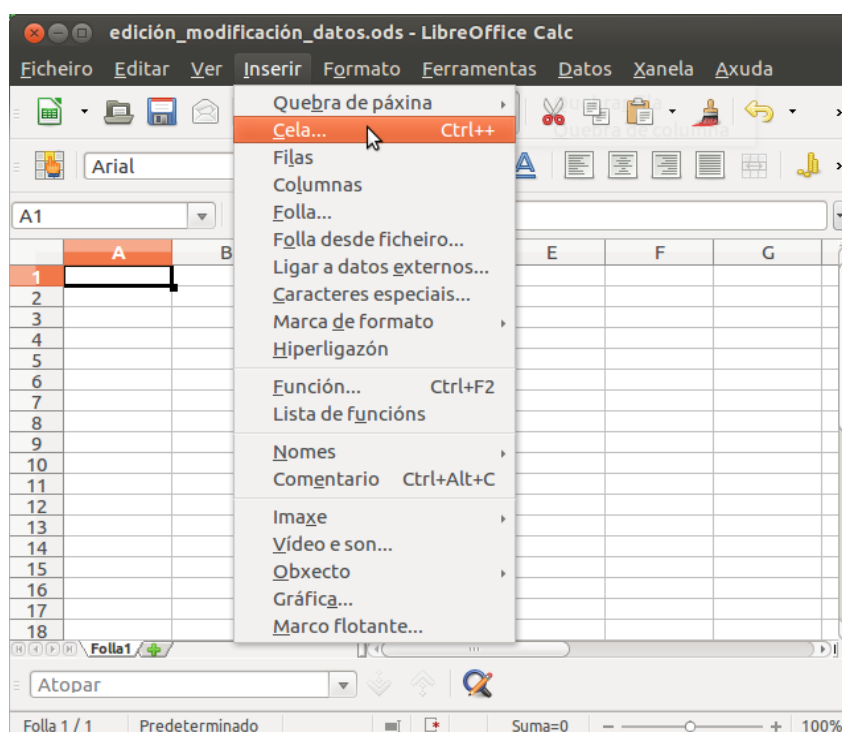 edición_modificación_datos.ods - LibreOffice Calc
Ficheiro Editar Ver Inserir Formato Ferramentas Datos Xanela Axuda
Quebra de páxina
Cela... Ctrl++
Filas
Columnas
Folla...
Folla desde ficheiro...
Ligar a datos externos...
Caracteres especiais...
Marca de formato
Hiperligazón
Función... Ctrl+F2
Lista de funcións
Nomes
Comentario Ctrl+Alt+C
Imaxe
Vídeo e son...
Obxecto
Gráfica...
Marco flotante...
Quebra de columna
Arial
A1
A B E F G
1
2
3
4
5
6
7
8
9
10
11
12
13
14
15
16
17
18
Folla1
Atopar
Folla 1 / 1 Predeterminado Suma=0 100%